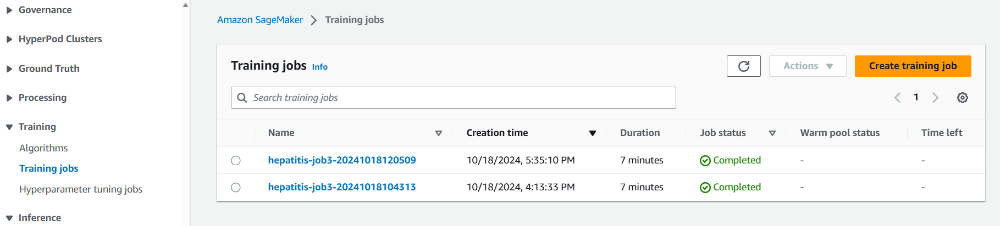 Governance
HyperPod Clusters
Ground Truth
Processing
Training
Algorithms
Training jobs
Hyperparameter tuning jobs
Inference
Amazon SageMaker > Training jobs
Training jobs Info
Actions
Create training job
Search training jobs
1
Name Creation time Duration Job status Warm pool status Time left
hepatitis-job3-20241018120509 10/18/2024, 5:35:10 PM 7 minutes Completed - -
hepatitis-job3-20241018104313 10/18/2024, 4:13:33 PM 7 minutes Completed - -